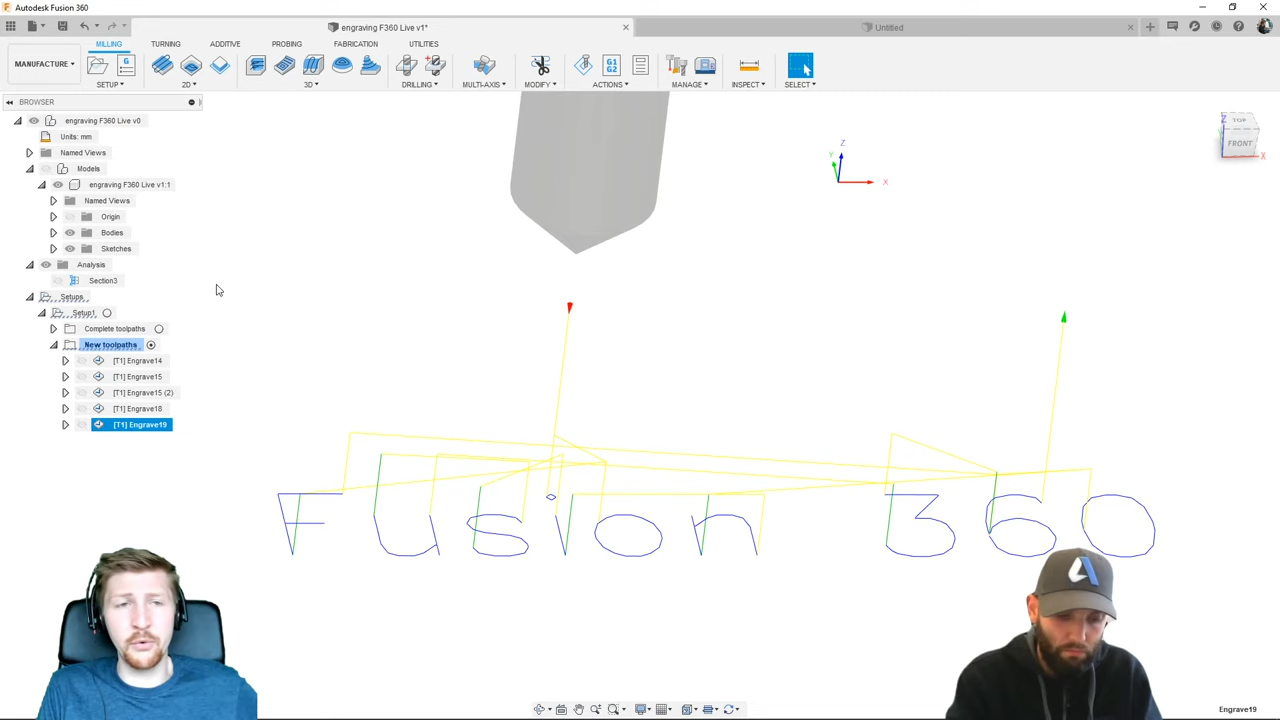 Autodesk Fusion 360
engraving F360 Live v1*
Untitled
MANUFACTURE
MILLING TURNING ADDITIVE PROBING FABRICATION UTILITIES
SETUP 2D 3D DRILLING MULTI-AXIS MODIFY ACTIONS MANAGE INSPECT SELECT
G
G1
G2
BROWSER
engraving F360 Live v0
Units: mm
Named Views
Models
engraving F360 Live v1:1
Named Views
Origin
Bodies
Sketches
Analysis
Section3
Setups
Setup1
Complete toolpaths
New toolpaths
[T1] Engrave14
[T1] Engrave15
[T1] Engrave15 (2)
[T1] Engrave18
[T1] Engrave19
Z
Y
X
Z
TOP
FRONT
X
Fusion 360
Engrave19